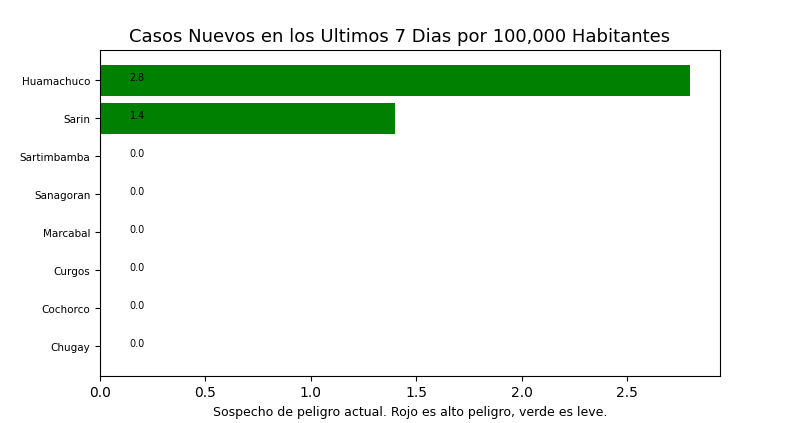 Casos Nuevos en los Ultimos 7 Dias por 100,000 Habitantes
Huamachuco 2.8
Sarin 1.4
Sartimbamba 0.0
Sanagoran 0.0
Marcabal 0.0
Curgos 0.0
Cochorco 0.0
Chugay 0.0
0.0 0.5 1.0 1.5 2.0 2.5
Sospecho de peligro actual. Rojo es alto peligro, verde es leve.